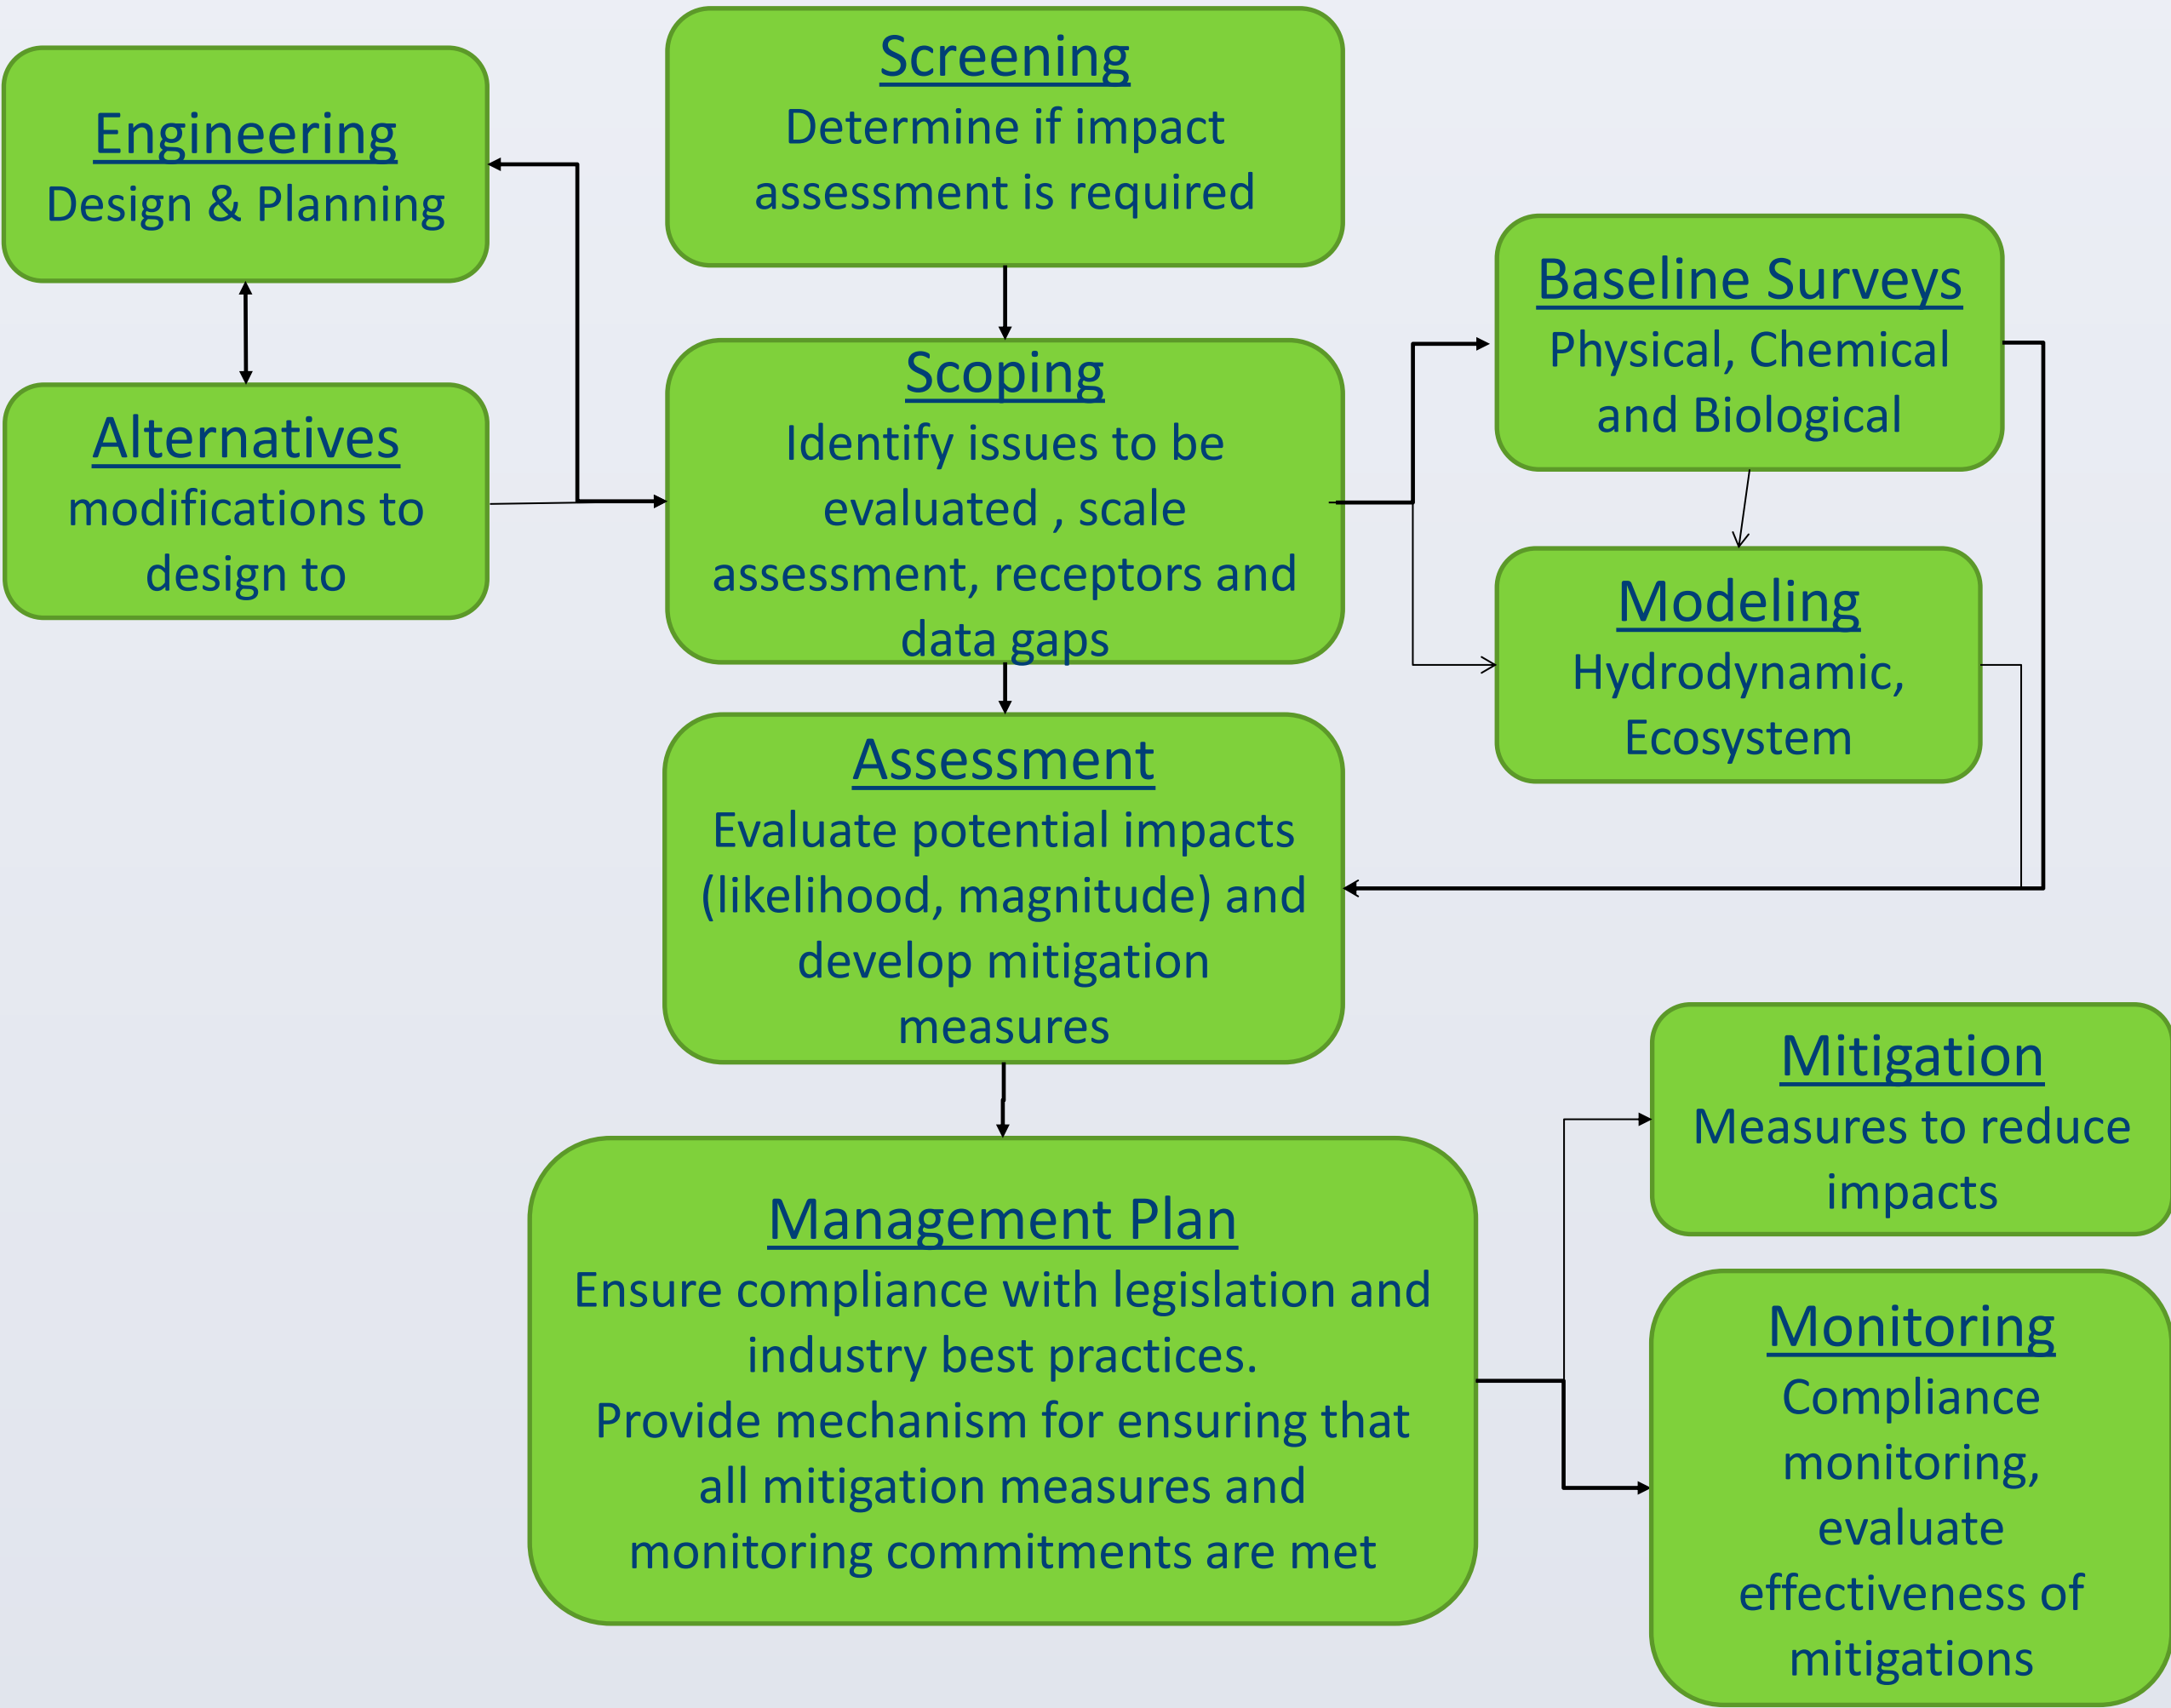 Screening
Determine if impact
assessment is required
Engineering
Design & Planning
Alternatives
modifications to
design to
Scoping
Identify issues to be
evaluated , scale
assessment, receptors and
data gaps
Baseline Surveys
Physical, Chemical
and Biological
Modeling
Hydrodynamic,
Ecosystem
Assessment
Evaluate potential impacts
(likelihood, magnitude) and
develop mitigation
measures
Management Plan
Ensure compliance with legislation and
industry best practices.
Provide mechanism for ensuring that
all mitigation measures and
monitoring commitments are met
Mitigation
Measures to reduce
impacts
Monitoring
Compliance
monitoring,
evaluate
effectiveness of
mitigations